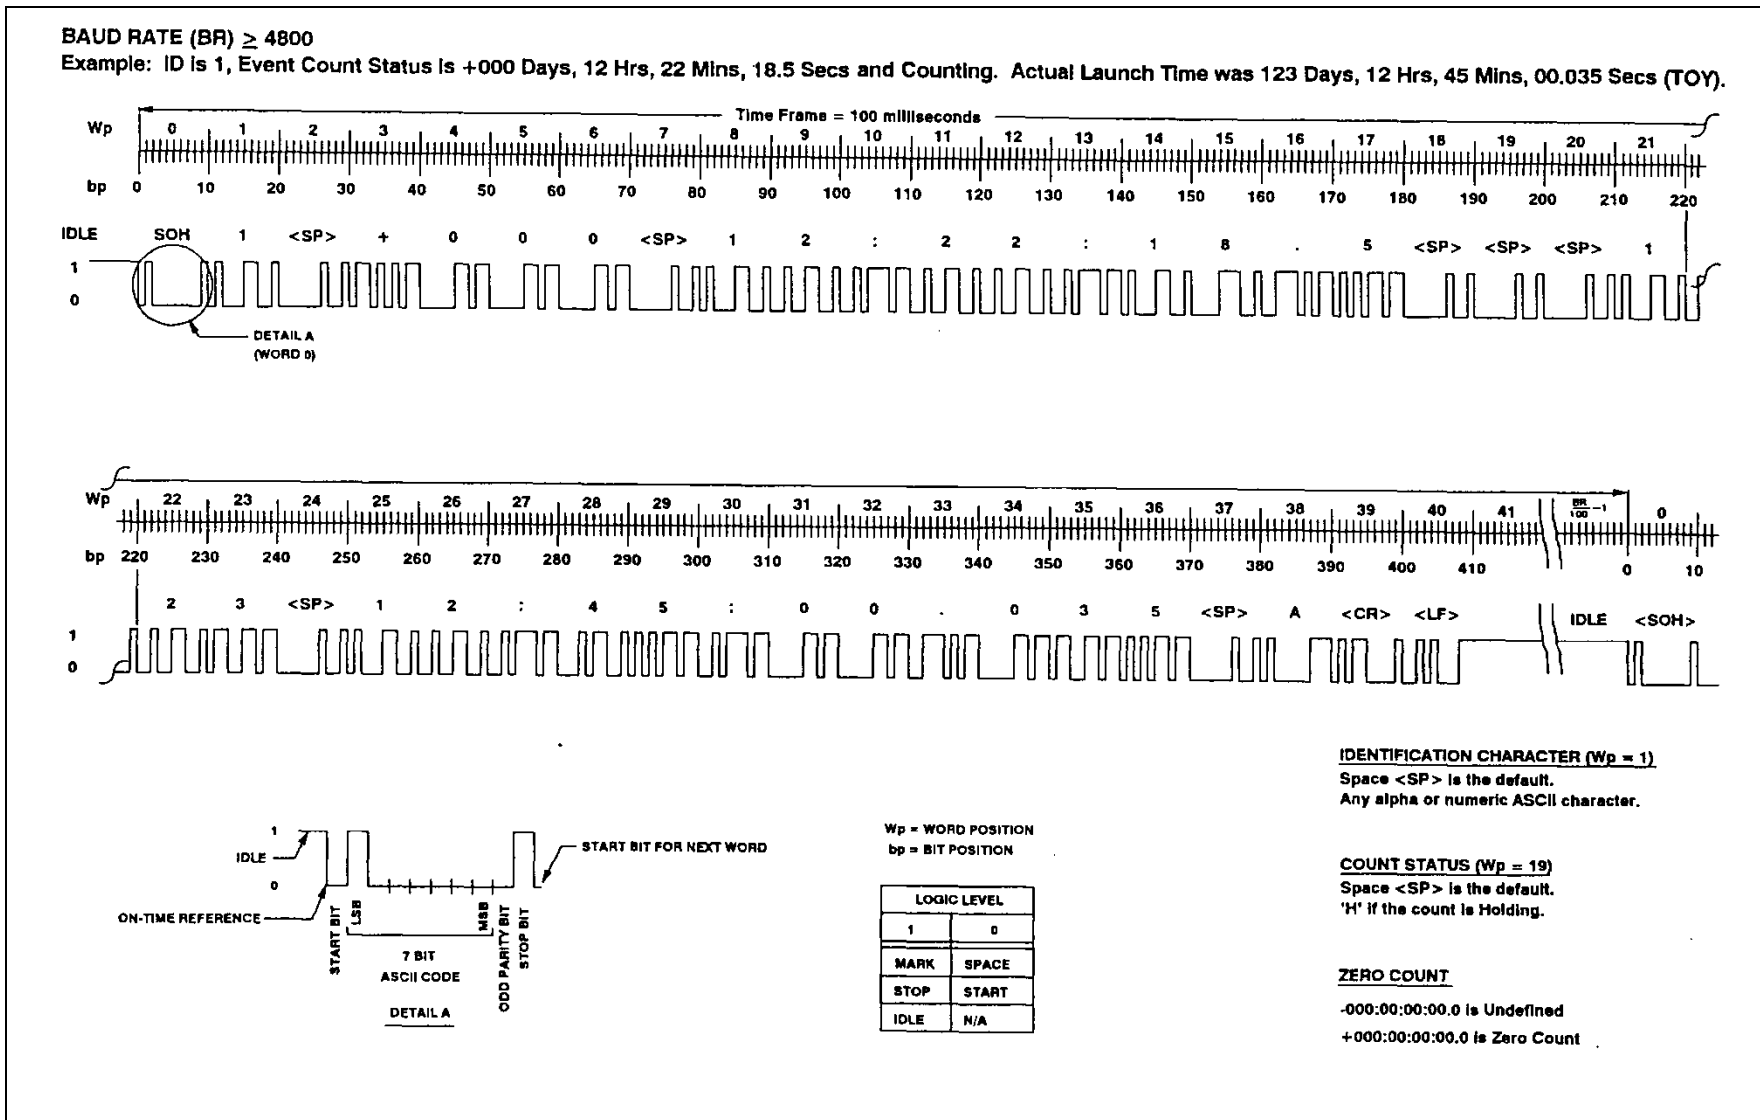 BAUD RATE (BR) ≥ 4800
Example: ID is 1, Event Count Status is +000 Days, 12 Hrs, 22 Mins, 18.5 Secs and Counting. Actual Launch Time was 123 Days, 12 Hrs, 45 Mins, 00.035 Secs (TOY).
Time Frame = 100 milliseconds
Wp 0 1 2 3 4 5 6 7 8 9 10 11 12 13 14 15 16 17 18 19 20 21
bp 0 10 20 30 40 50 60 70 80 90 100 110 120 130 140 150 160 170 180 190 200 210 220
IDLE SOH 1 <SP> + 0 0 0 <SP> 1 2 : 2 2 : 1 8 . 5 <SP> <SP> <SP> 1
1
0
DETAIL A
(WORD 0)
Wp 22 23 24 25 26 27 28 29 30 31 32 33 34 35 36 37 38 39 40 41 BR/100 -1 0
bp 220 230 240 250 260 270 280 290 300 310 320 330 340 350 360 370 380 390 400 410 0 10
2 3 <SP> 1 2 : 4 5 : 0 0 . 0 3 5 <SP> A <CR> <LF> IDLE <SOH>
1
0
1
IDLE
0
ON-TIME REFERENCE
START BIT
LSB
MSB
ODD PARITY BIT
STOP BIT
START BIT FOR NEXT WORD
7 BIT
ASCII CODE
DETAIL A
Wp = WORD POSITION
bp = BIT POSITION
LOGIC LEVEL
1 0
MARK SPACE
STOP START
IDLE N/A
IDENTIFICATION CHARACTER (Wp = 1)
Space <SP> is the default.
Any alpha or numeric ASCII character.
COUNT STATUS (Wp = 19)
Space <SP> is the default.
'H' if the count is Holding.
ZERO COUNT
-000:00:00:00.0 is Undefined
+000:00:00:00.0 is Zero Count